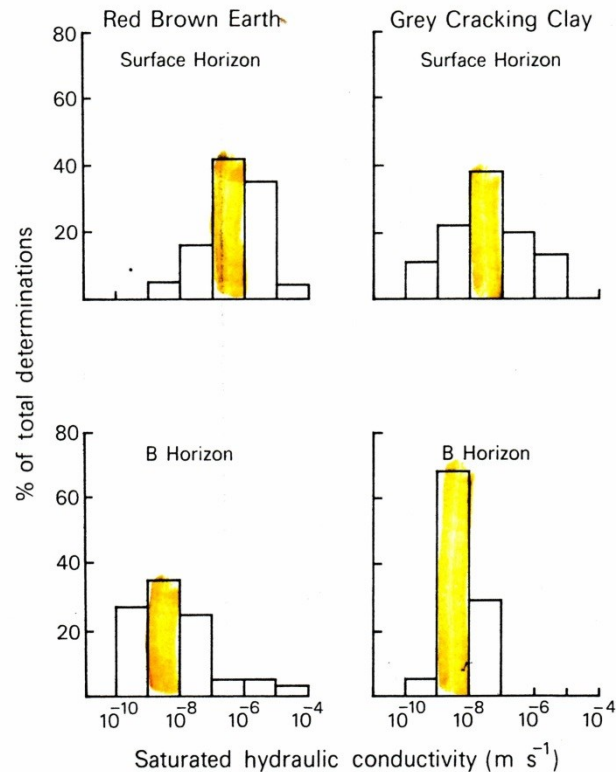 Red Brown Earth
Grey Cracking Clay
Surface Horizon
Surface Horizon
80
60
40
20
% of total determinations
B Horizon
B Horizon
80
60
40
20
10⁻¹⁰ 10⁻⁸ 10⁻⁶ 10⁻⁴
10⁻¹⁰ 10⁻⁸ 10⁻⁶ 10⁻⁴
Saturated hydraulic conductivity (m s⁻¹)